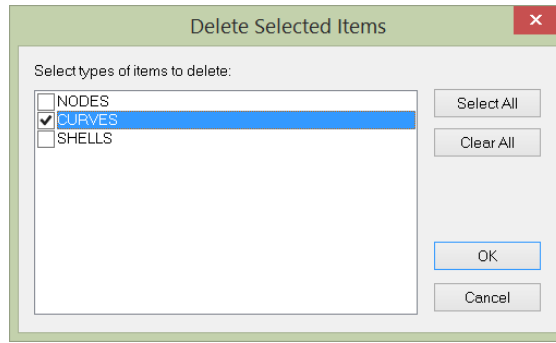 Delete Selected Items
Select types of items to delete:
NODES
CURVES
SHELLS
Select All
Clear All
OK
Cancel